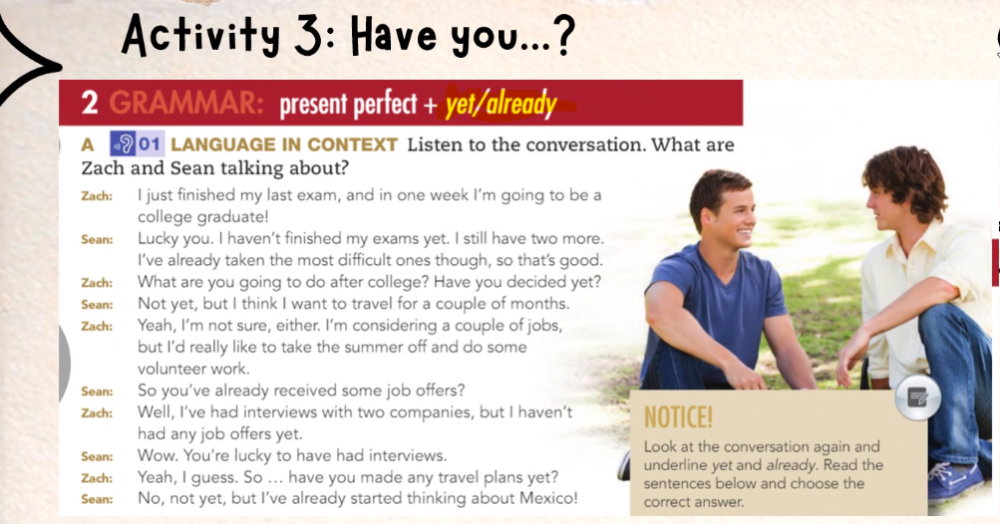 Activity 3: Have you...?
2 GRAMMAR: present perfect + yet/already
A 01 LANGUAGE IN CONTEXT Listen to the conversation. What are
Zach and Sean talking about?
Zach: I just finished my last exam, and in one week I'm going to be a
college graduate!
Sean: Lucky you. I haven't finished my exams yet. I still have two more.
I've already taken the most difficult ones though, so that's good.
Zach: What are you going to do after college? Have you decided yet?
Sean: Not yet, but I think I want to travel for a couple of months.
Zach: Yeah, I'm not sure, either. I'm considering a couple of jobs,
but I'd really like to take the summer off and do some
volunteer work.
Sean: So you've already received some job offers?
Zach: Well, I've had interviews with two companies, but I haven't
had any job offers yet.
Sean: Wow. You're lucky to have had interviews.
Zach: Yeah, I guess. So ... have you made any travel plans yet?
Sean: No, not yet, but I've already started thinking about Mexico!
NOTICE!
Look at the conversation again and
underline yet and already. Read the
sentences below and choose the
correct answer.